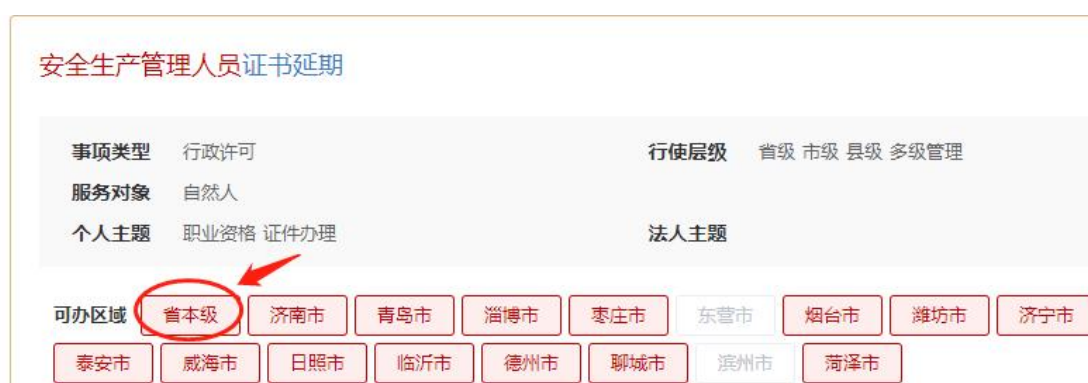 安全生产管理人员证书延期
事项类型 行政许可 行使层级 省级 市级 县级 多级管理
服务对象 自然人
个人主题 职业资格 证件办理 法人主题
可办区域 省本级 济南市 青岛市 淄博市 枣庄市 东营市 烟台市 潍坊市 济宁市
泰安市 威海市 日照市 临沂市 德州市 聊城市 滨州市 菏泽市